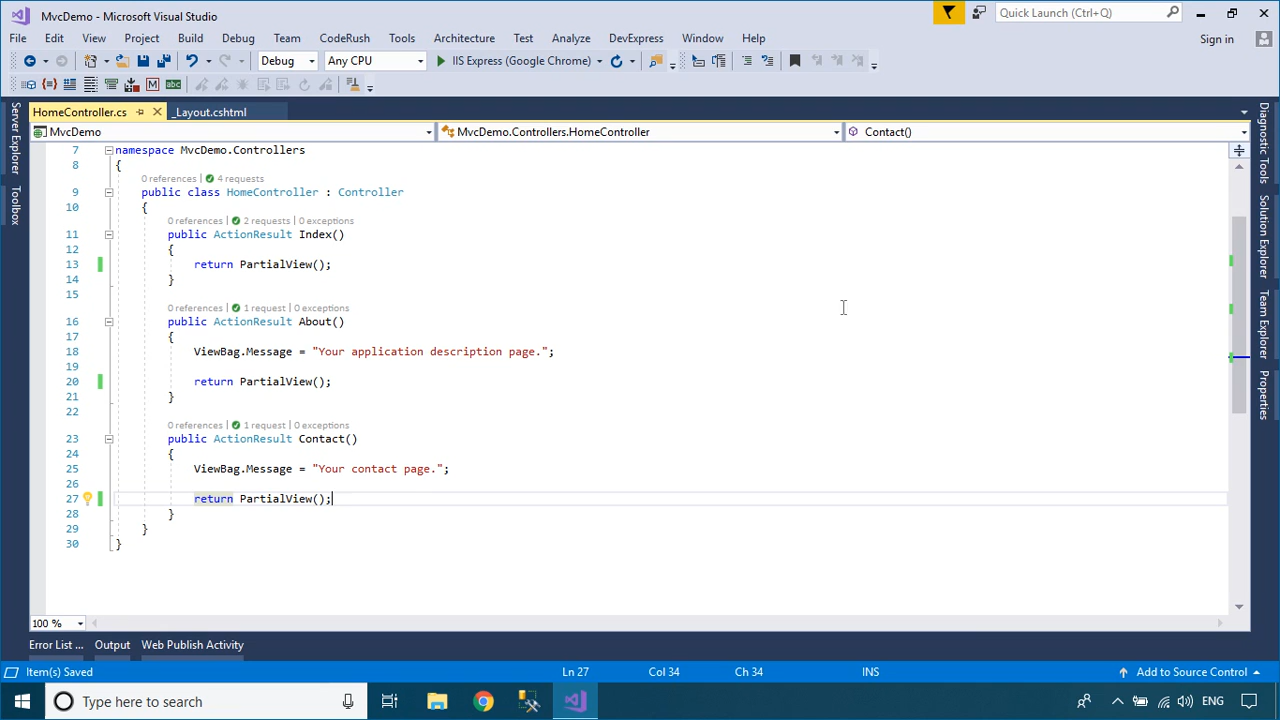 MvcDemo - Microsoft Visual Studio
Quick Launch (Ctrl+Q)
File Edit View Project Build Debug Team CodeRush Tools Architecture Test Analyze DevExpress Window Help
Sign in
Debug Any CPU IIS Express (Google Chrome)
abc
HomeController.cs _Layout.cshtml
MvcDemo MvcDemo.Controllers.HomeController Contact()
7 namespace MvcDemo.Controllers
8 {
0 references | 4 requests
9 public class HomeController : Controller
10 {
0 references | 2 requests | 0 exceptions
11 public ActionResult Index()
12 {
13 return PartialView();
14 }
15
0 references | 1 request | 0 exceptions
16 public ActionResult About()
17 {
18 ViewBag.Message = "Your application description page.";
19
20 return PartialView();
21 }
22
0 references | 1 request | 0 exceptions
23 public ActionResult Contact()
24 {
25 ViewBag.Message = "Your contact page.";
26
27 return PartialView();
28 }
29 }
30 }
Server Explorer
Toolbox
Diagnostic Tools
Solution Explorer
Team Explorer
Properties
100 %
Error List ... Output Web Publish Activity
Item(s) Saved Ln 27 Col 34 Ch 34 INS Add to Source Control
Type here to search
ENG